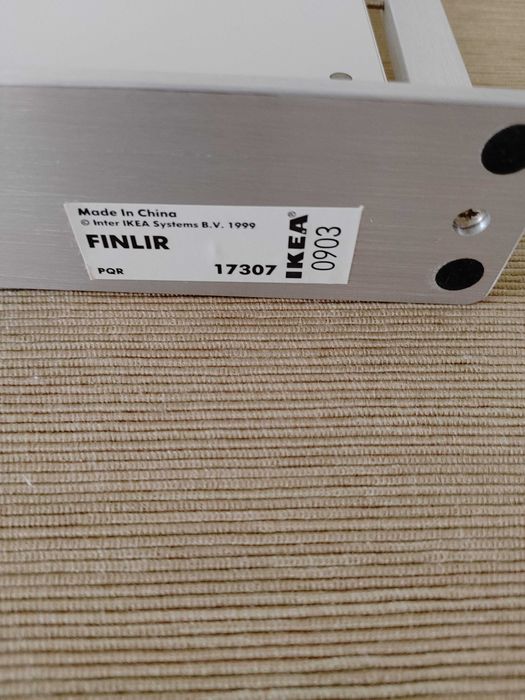 Made In China
© Inter IKEA Systems B.V. 1999
FINLIR
PQR 17307
IKEA®
0903